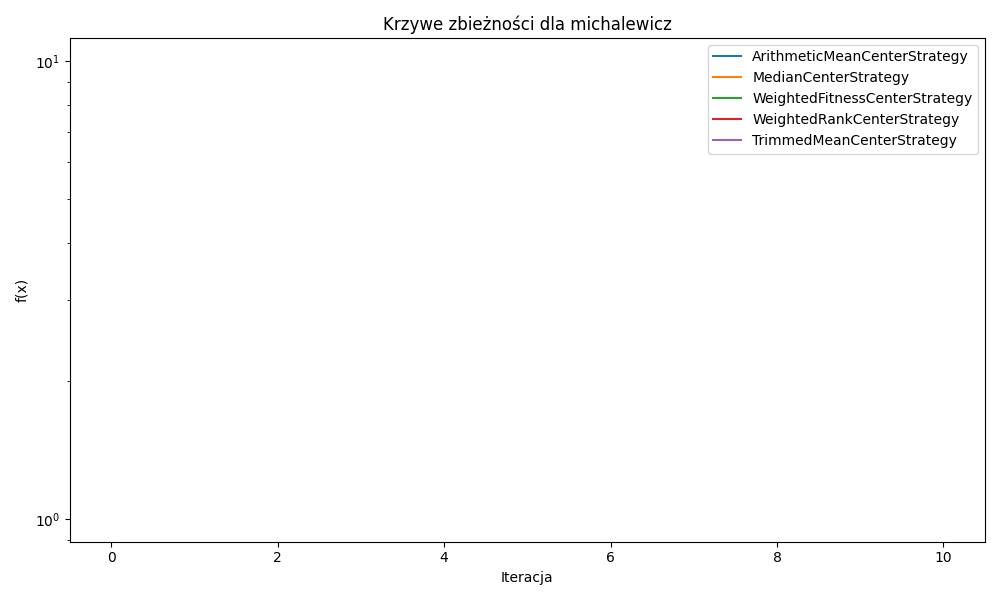 Krzywe zbieżności dla michalewicz
ArithmeticMeanCenterStrategy
MedianCenterStrategy
WeightedFitnessCenterStrategy
WeightedRankCenterStrategy
TrimmedMeanCenterStrategy
10¹
10⁰
f(x)
0 2 4 6 8 10
Iteracja